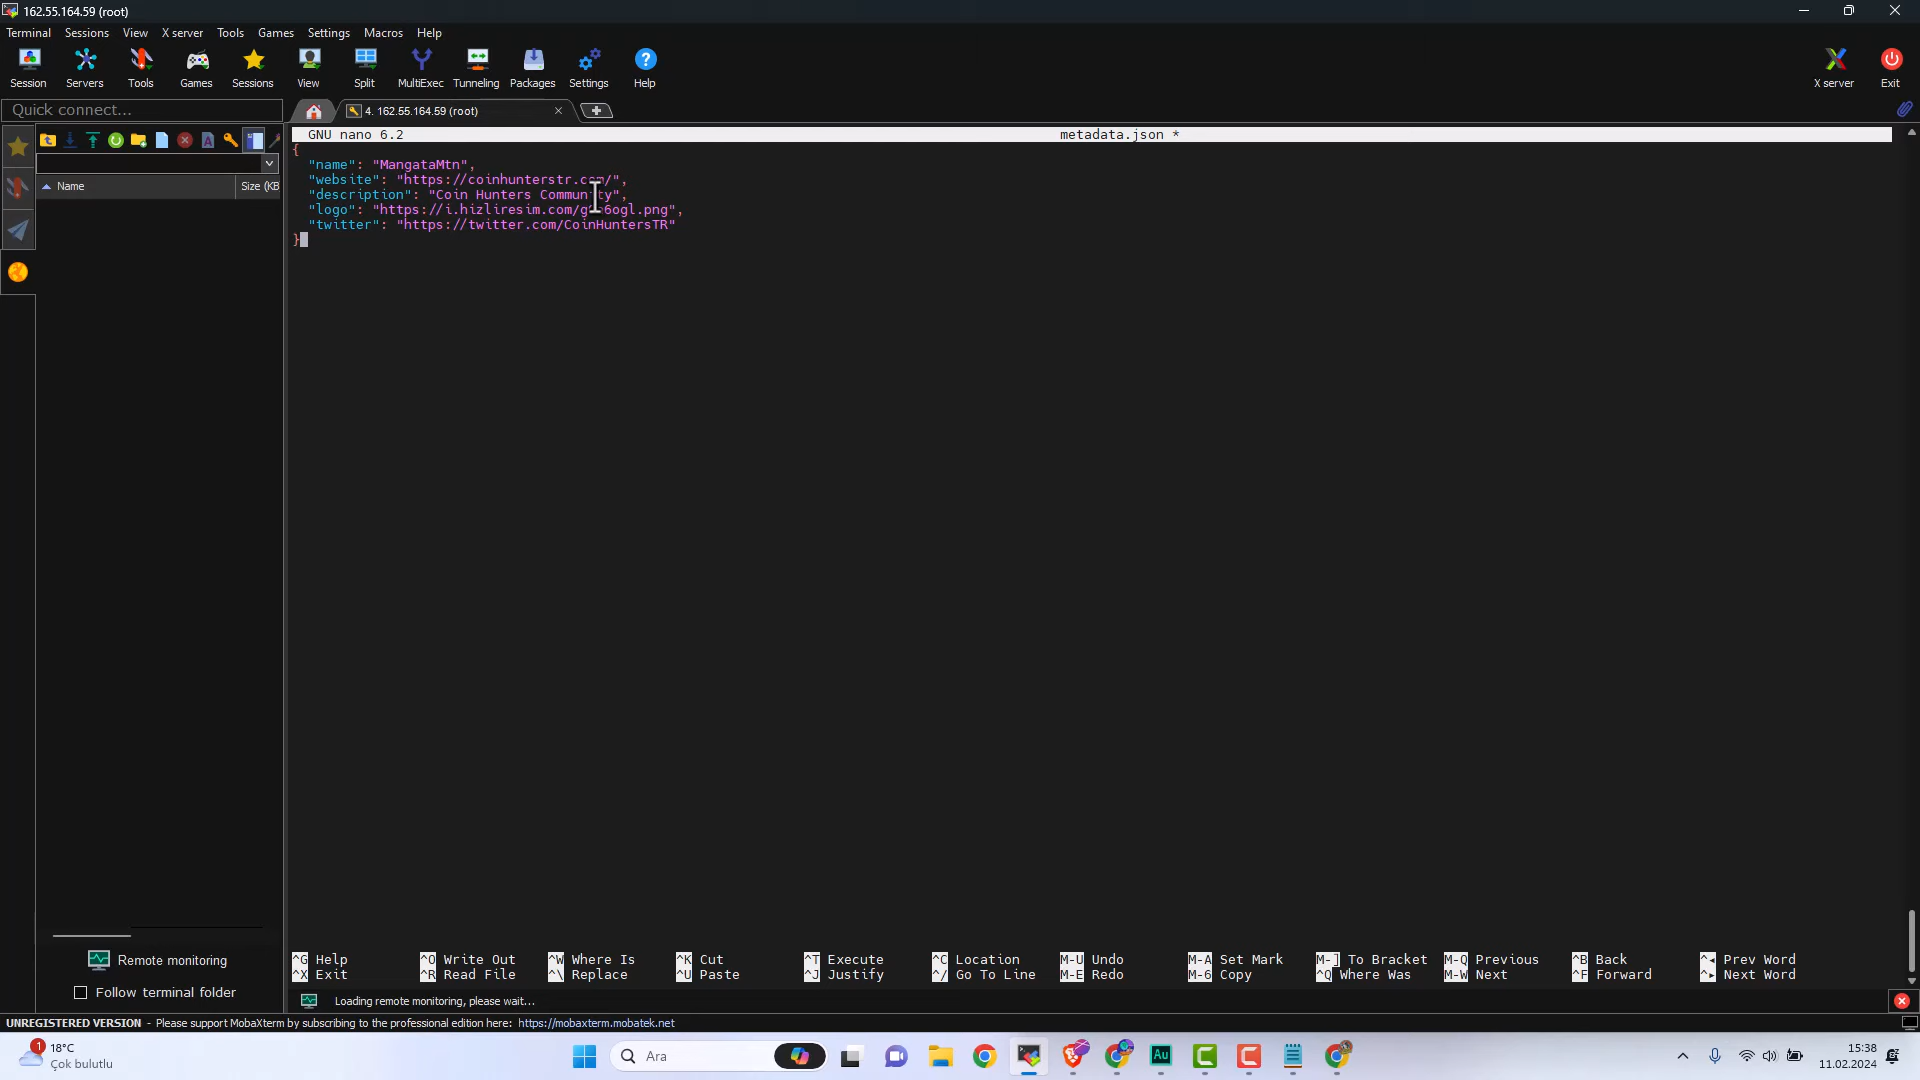 162.55.164.59 (root)
Terminal Sessions View X server Tools Games Settings Macros Help
Session Servers Tools Games Sessions View Split MultiExec Tunneling Packages Settings Help X server Exit
Quick connect...
4. 162.55.164.59 (root)
GNU nano 6.2 metadata.json *
Name Size (KB
{
"name": "MangataMtn",
"website": "https://coinhunterstr.com/",
"description": "Coin Hunters Community",
"logo": "https://i.hizliresim.com/
"twitter": "https://twitter.com/CoinHuntersTR"
}
^G Help ^O Write Out ^W Where Is ^K Cut ^T Execute ^C Location M-U Undo M-A Set Mark M-] To Bracket M-Q Previous ^B Back ^◂ Prev Word
^X Exit ^R Read File ^\ Replace ^U Paste ^J Justify ^/ Go To Line M-E Redo M-6 Copy ^Q Where Was M-W Next ^F Forward ^▸ Next Word
Remote monitoring
Follow terminal folder
Loading remote monitoring, please wait...
UNREGISTERED VERSION - Please support MobaXterm by subscribing to the professional edition here: https://mobaxterm.mobatek.net
1
18°C
Çok bulutlu
Ara
Au
15:38
11.02.2024